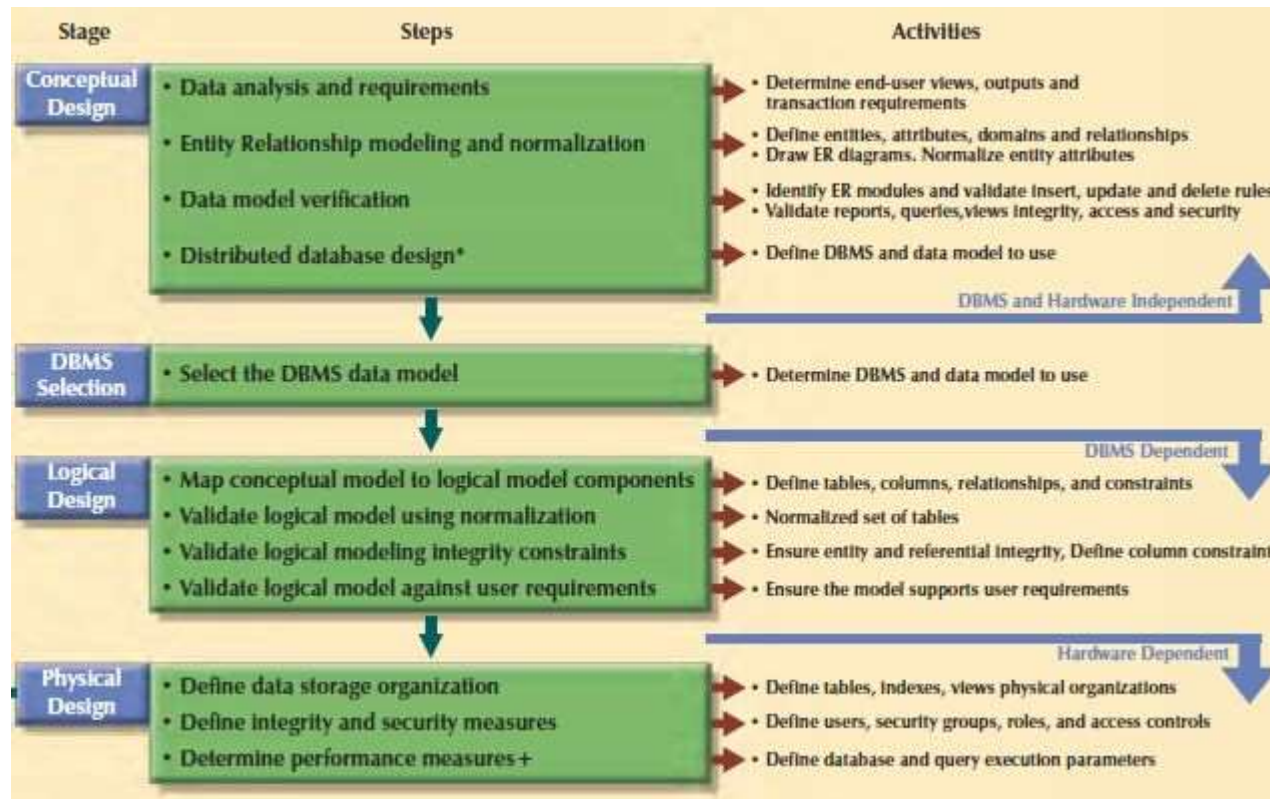 Stage Steps Activities
Conceptual
Design
• Data analysis and requirements
• Determine end-user views, outputs and
transaction requirements
• Entity Relationship modeling and normalization
• Define entities, attributes, domains and relationships
• Draw ER diagrams. Normalize entity attributes
• Data model verification
• Identify ER modules and validate insert, update and delete rules
• Validate reports, queries,views integrity, access and security
• Distributed database design*
• Define DBMS and data model to use
DBMS and Hardware Independent
DBMS
Selection
• Select the DBMS data model
• Determine DBMS and data model to use
DBMS Dependent
Logical
Design
• Map conceptual model to logical model components
• Define tables, columns, relationships, and constraints
• Validate logical model using normalization
• Normalized set of tables
• Validate logical modeling integrity constraints
• Ensure entity and referential integrity, Define column constraint
• Validate logical model against user requirements
• Ensure the model supports user requirements
Hardware Dependent
Physical
Design
• Define data storage organization
• Define tables, indexes, views physical organizations
• Define integrity and security measures
• Define users, security groups, roles, and access controls
• Determine performance measures+
• Define database and query execution parameters